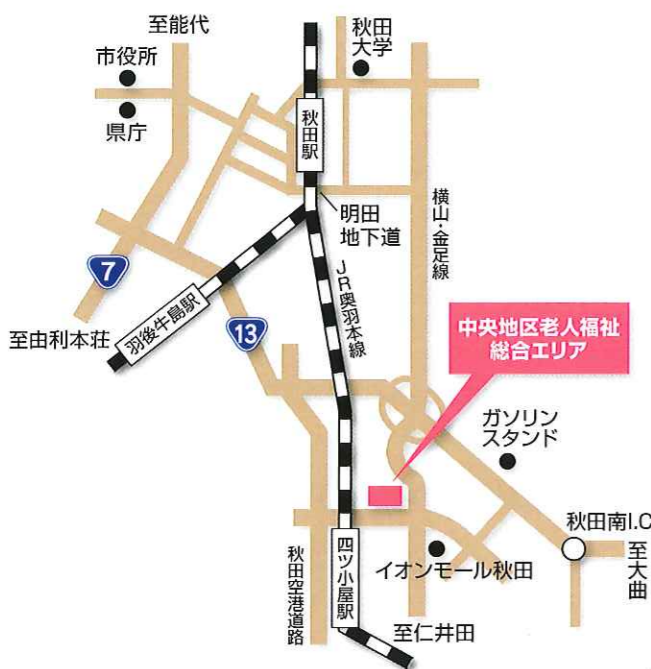 至能代
市役所
県庁
秋田
大学
秋田駅
明田
地下道
横山・金足線
7
羽後牛島駅
至由利本荘
13
JR奥羽本線
中央地区老人福祉
総合エリア
ガソリン
スタンド
秋田南I.C
至大曲
イオンモール秋田
四ツ小屋駅
秋田空港道路
至仁井田